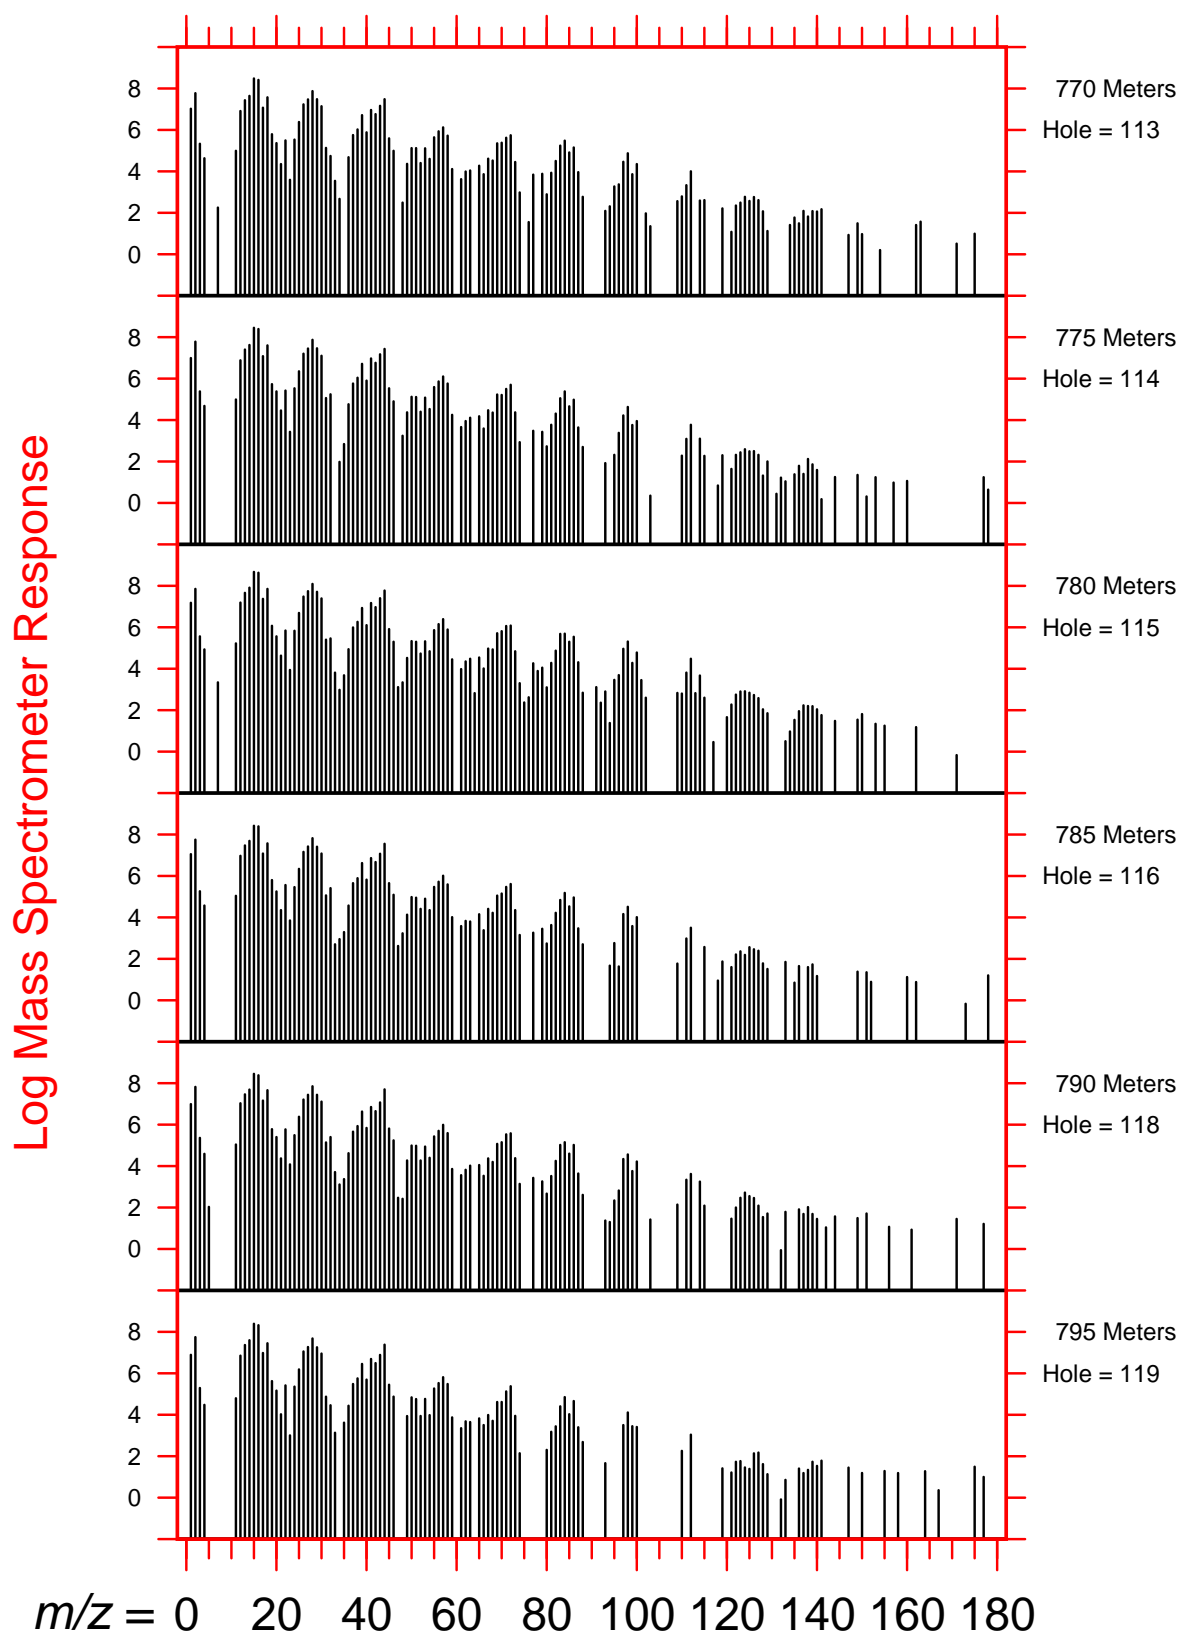 8
6
4
2
0
770 Meters
Hole = 113
8
6
4
2
0
775 Meters
Hole = 114
8
6
4
2
0
780 Meters
Hole = 115
8
6
4
2
0
785 Meters
Hole = 116
8
6
4
2
0
790 Meters
Hole = 118
8
6
4
2
0
795 Meters
Hole = 119
Log Mass Spectrometer Response
m/z = 0 20 40 60 80 100 120 140 160 180